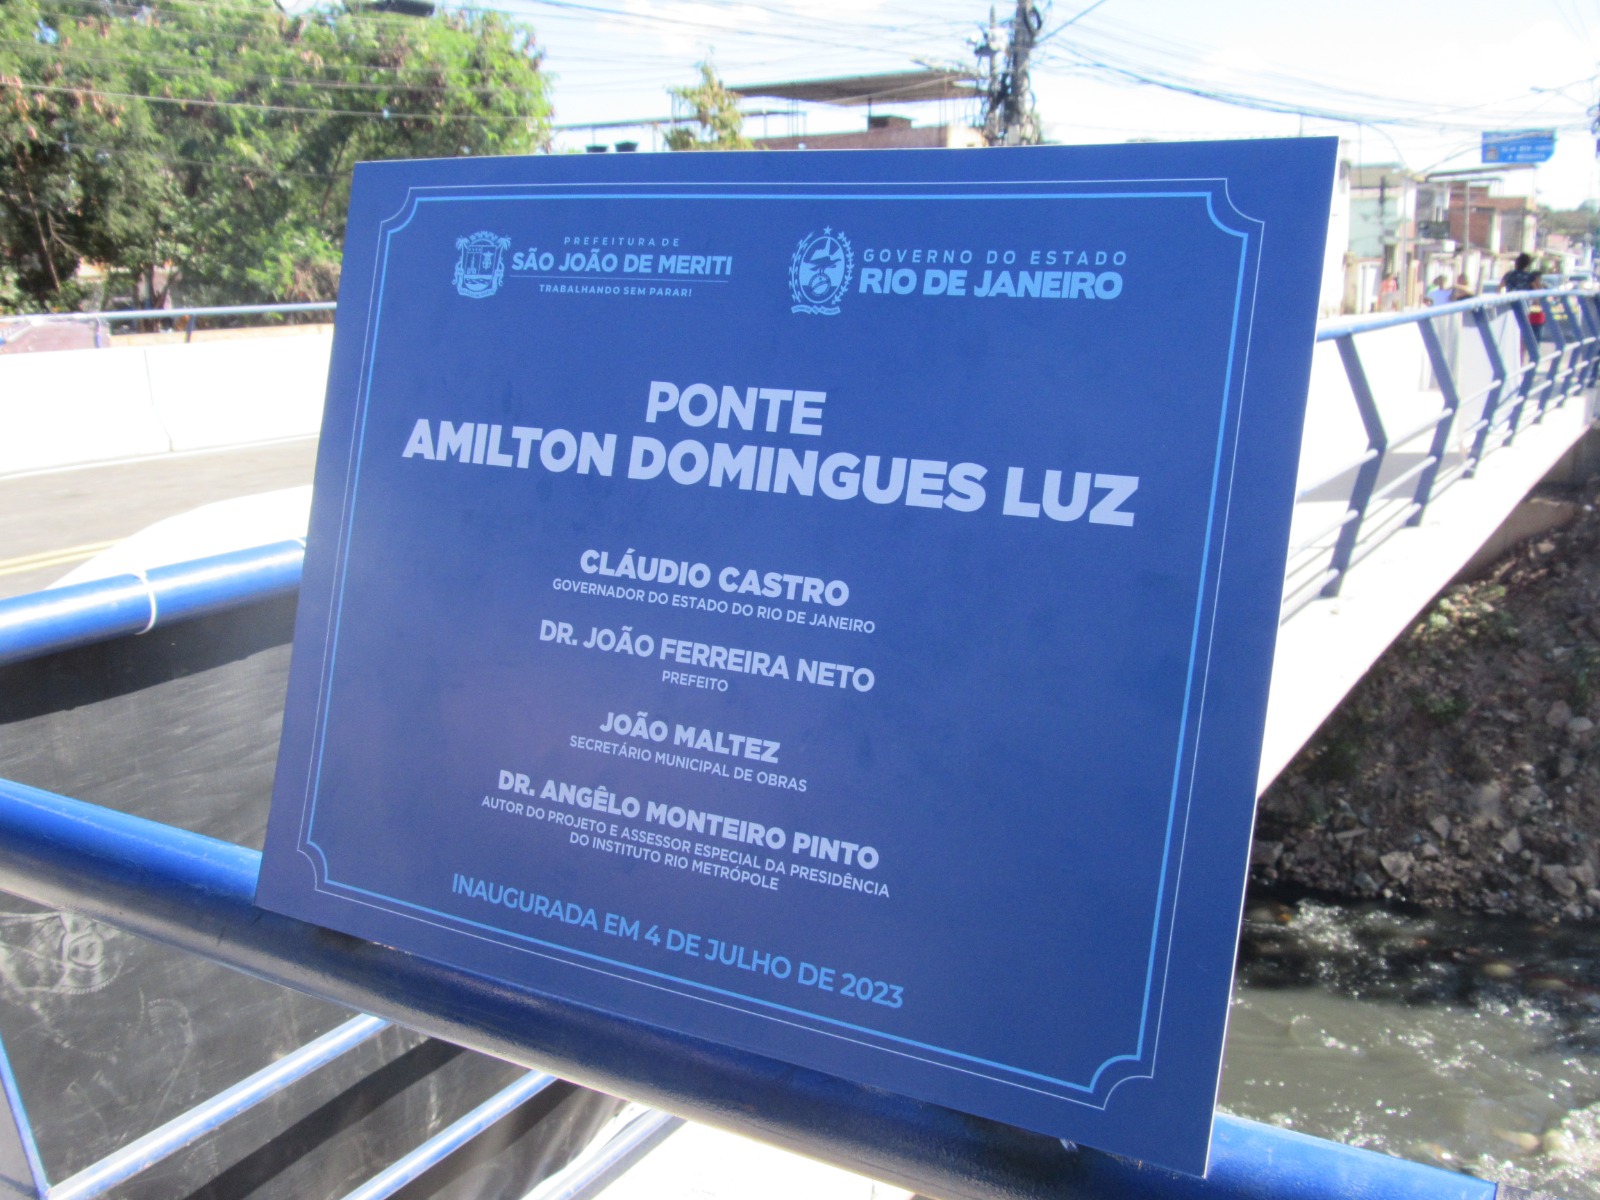 PREFEITURA DE
SÃO JOÃO DE MERITI
TRABALHANDO SEM PARAR!
GOVERNO DO ESTADO
RIO DE JANEIRO
PONTE
AMILTON DOMINGUES LUZ
CLÁUDIO CASTRO
GOVERNADOR DO ESTADO DO RIO DE JANEIRO
DR. JOÃO FERREIRA NETO
PREFEITO
JOÃO MALTEZ
SECRETÁRIO MUNICIPAL DE OBRAS
DR. ANGÊLO MONTEIRO PINTO
AUTOR DO PROJETO E ASSESSOR ESPECIAL DA PRESIDÊNCIA
DO INSTITUTO RIO METRÓPOLE
INAUGURADA EM 4 DE JULHO DE 2023